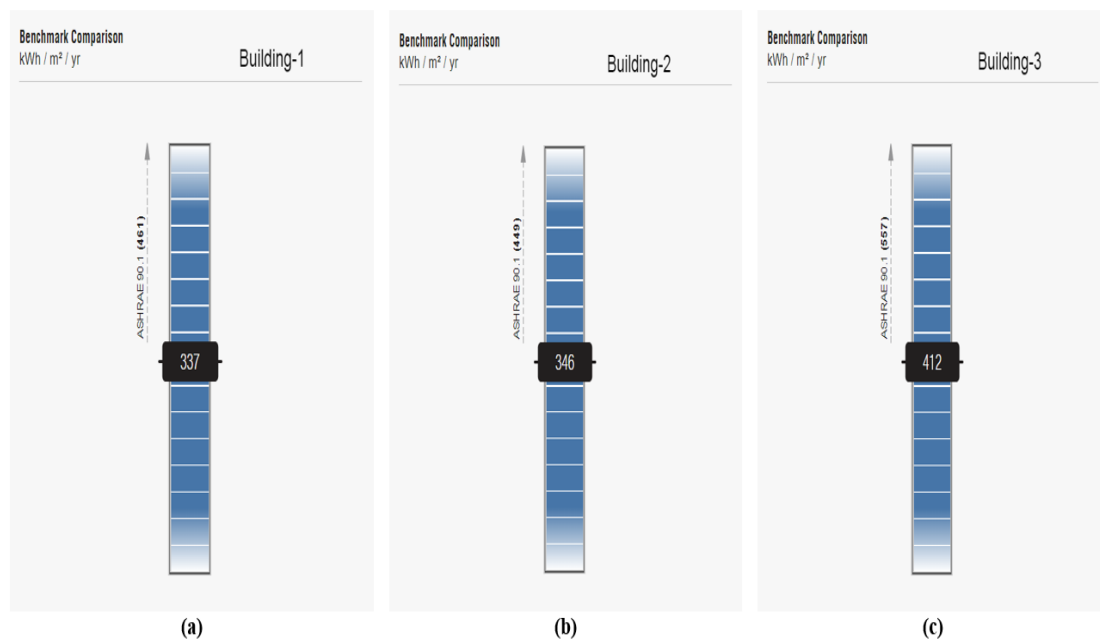 Benchmark Comparison
kWh / m² / yr
Building-1
ASHRAE 90.1 (461)
337
(a)
Benchmark Comparison
kWh / m² / yr
Building-2
ASHRAE 90.1 (449)
346
(b)
Benchmark Comparison
kWh / m² / yr
Building-3
ASHRAE 90.1 (557)
412
(c)